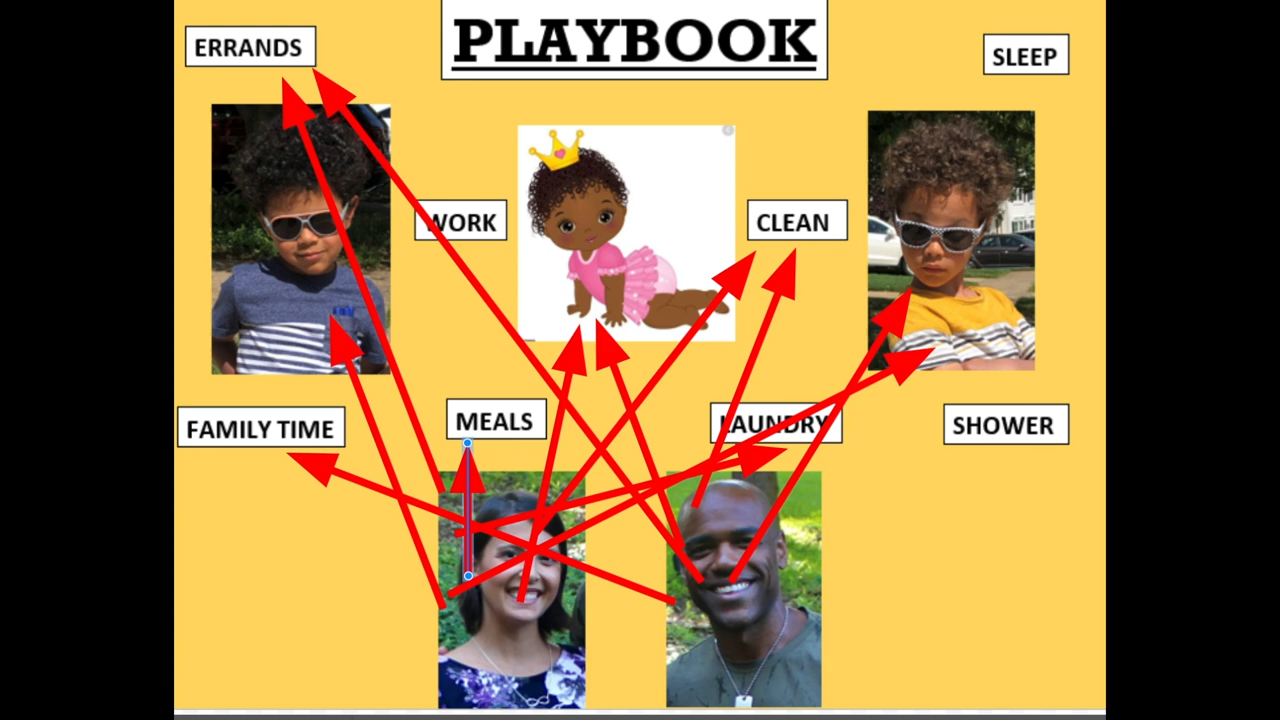 PLAYBOOK
ERRANDS
SLEEP
WORK
CLEAN
FAMILY TIME
MEALS
LAUNDRY
SHOWER